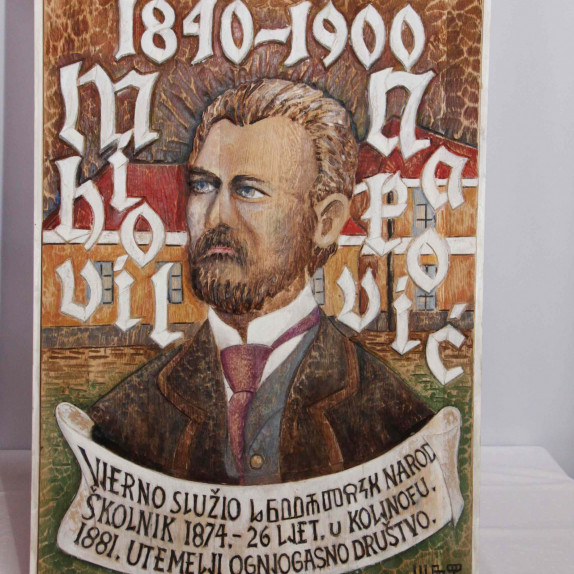 1840-1900
Mihovil
Naković
VJERNO SLUŽIO NAROD
ŠKOLNIK 1874.- 26 LJET. U KOLJNOFU.
1881. UTEMELJI OGNJOGASNO DRUŠTVO.